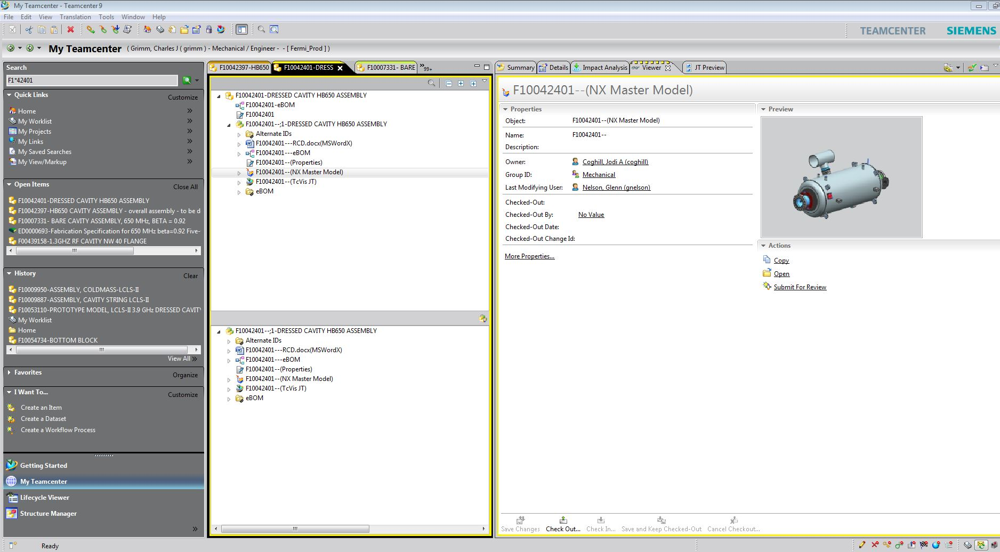 My Teamcenter - Teamcenter 9
File Edit View Translation Tools Window Help
TEAMCENTER SIEMENS
My Teamcenter ( Grimm, Charles J ( grimm ) - Mechanical / Engineer - - [ Fermi_Prod ] )
Search
F1*42401
Quick Links Customize
Home »
My Worklist »
My Projects »
My Links »
My Saved Searches »
My View/Markup »
Open Items Close All
F10042401-DRESSED CAVITY HB650 ASSEMBLY
F10042397-HB650 CAVITY ASSEMBLY - overall assembly - to be d
F10007331- BARE CAVITY ASSEMBLY, 650 MHz, BETA = 0.92
ED0000693-Fabrication Specification for 650 MHz beta=0.92 Five-
F00439158-1.3GHZ RF CAVITY NW 40 FLANGE
History Clear
F10009950-ASSEMBLY, COLDMASS-LCLS-II
F10009887-ASSEMBLY, CAVITY STRING LCLS-II
F10053110-PROTOTYPE MODEL, LCLS-II 3.9 GHz DRESSED CAVITY
My Worklist
Home
F10054734-BOTTOM BLOCK
View All »
Favorites Organize
I Want To... Customize
Create an Item
Create a Dataset
Create a Workflow Process
Getting Started
My Teamcenter
Lifecycle Viewer
Structure Manager
»
F10042397-HB650 F10042401-DRESS F10007331- BARE »99+
F10042401-DRESSED CAVITY HB650 ASSEMBLY
F10042401-eBOM
F10042401
F10042401--;1-DRESSED CAVITY HB650 ASSEMBLY
Alternate IDs
F10042401---RCD.docx(MSWordX)
F10042401---eBOM
F10042401--(Properties)
F10042401--(NX Master Model)
F10042401--(TcVis JT)
eBOM
F10042401--;1-DRESSED CAVITY HB650 ASSEMBLY
Alternate IDs
F10042401---RCD.docx(MSWordX)
F10042401---eBOM
F10042401--(Properties)
F10042401--(NX Master Model)
F10042401--(TcVis JT)
eBOM
Summary Details Impact Analysis Viewer JT Preview
F10042401--(NX Master Model)
Properties
Object: F10042401--(NX Master Model)
Name: F10042401--
Description:
Owner: Coghill, Jodi A (coghill)
Group ID: Mechanical
Last Modifying User: Nelson, Glenn (gnelson)
Checked-Out:
Checked-Out By: No Value
Checked-Out Date:
Checked-Out Change Id:
More Properties...
Preview
Actions
Copy
Open
Submit For Review
Save Changes Check Out... Check In... Save and Keep Checked-Out Cancel Checkout...
Ready